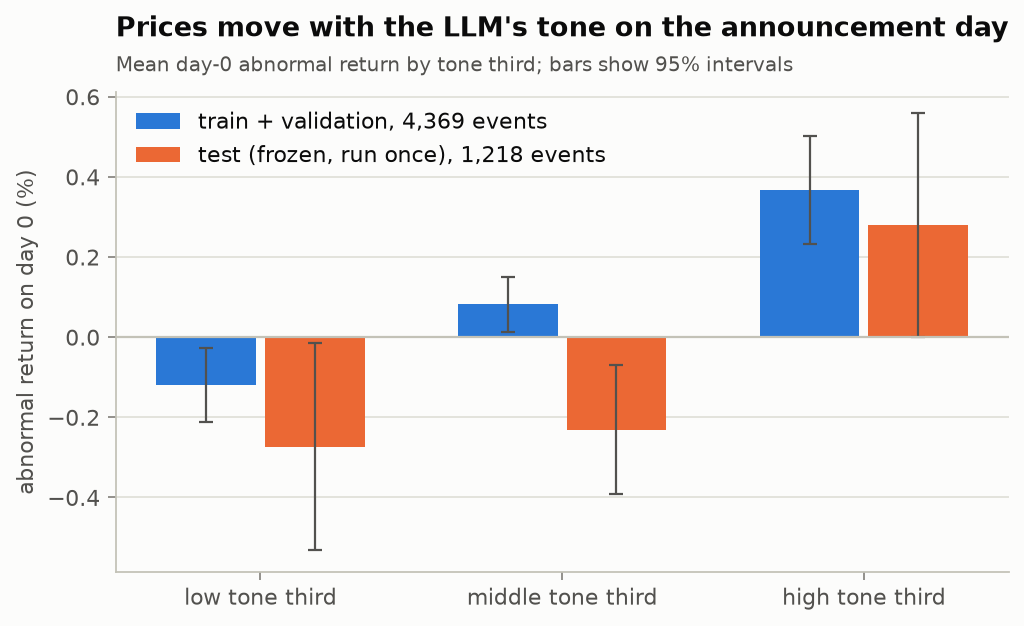 Prices move with the LLM's tone on the announcement day
Mean day-0 abnormal return by tone third; bars show 95% intervals
train + validation, 4,369 events
test (frozen, run once), 1,218 events
abnormal return on day 0 (%)
0.6
0.4
0.2
0.0
−0.2
−0.4
low tone third
middle tone third
high tone third